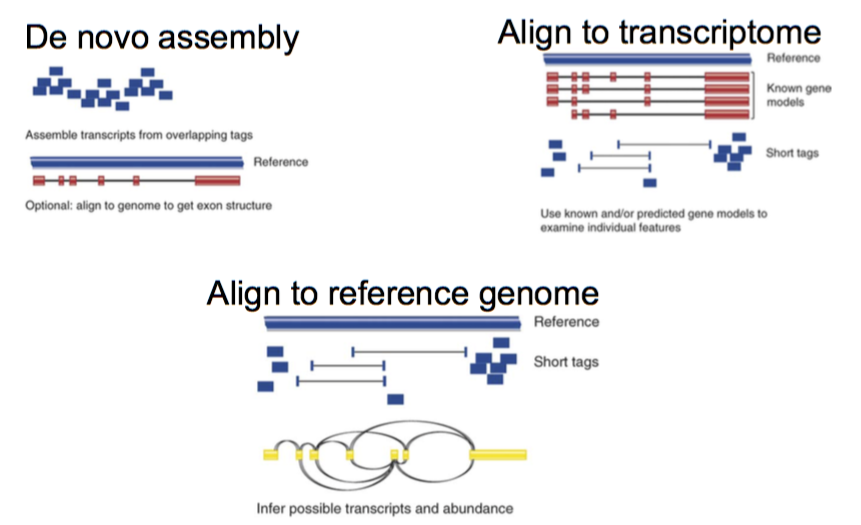 De novo assembly
Assemble transcripts from overlapping tags
Reference
Optional: align to genome to get exon structure
Align to transcriptome
Reference
Known gene
models
Short tags
Use known and/or predicted gene models to
examine individual features
Align to reference genome
Reference
Short tags
Infer possible transcripts and abundance